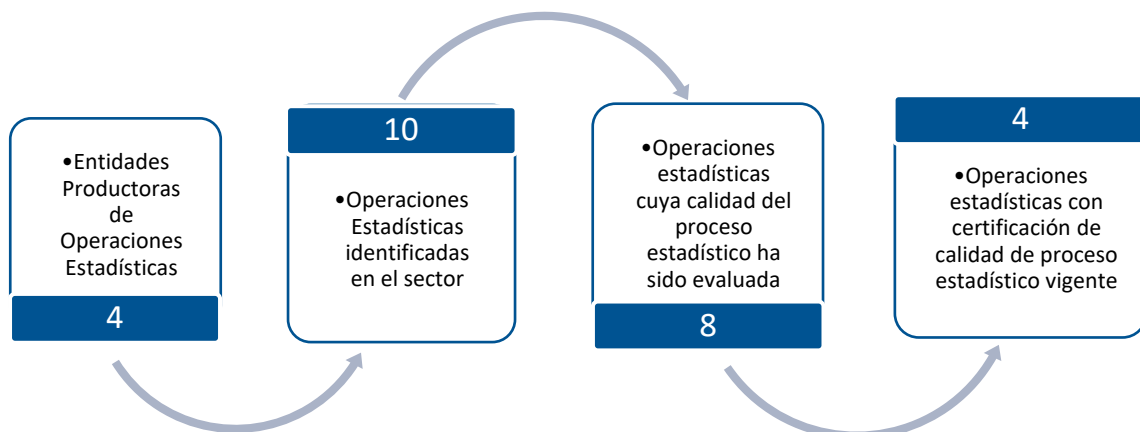 •Entidades
Productoras
de
Operaciones
Estadísticas
4
10
•Operaciones
Estadísticas
identificadas
en el sector
•Operaciones
estadísticas
cuya calidad del
proceso
estadístico ha
sido evaluada
8
4
•Operaciones
estadísticas con
certificación de
calidad de proceso
estadístico vigente